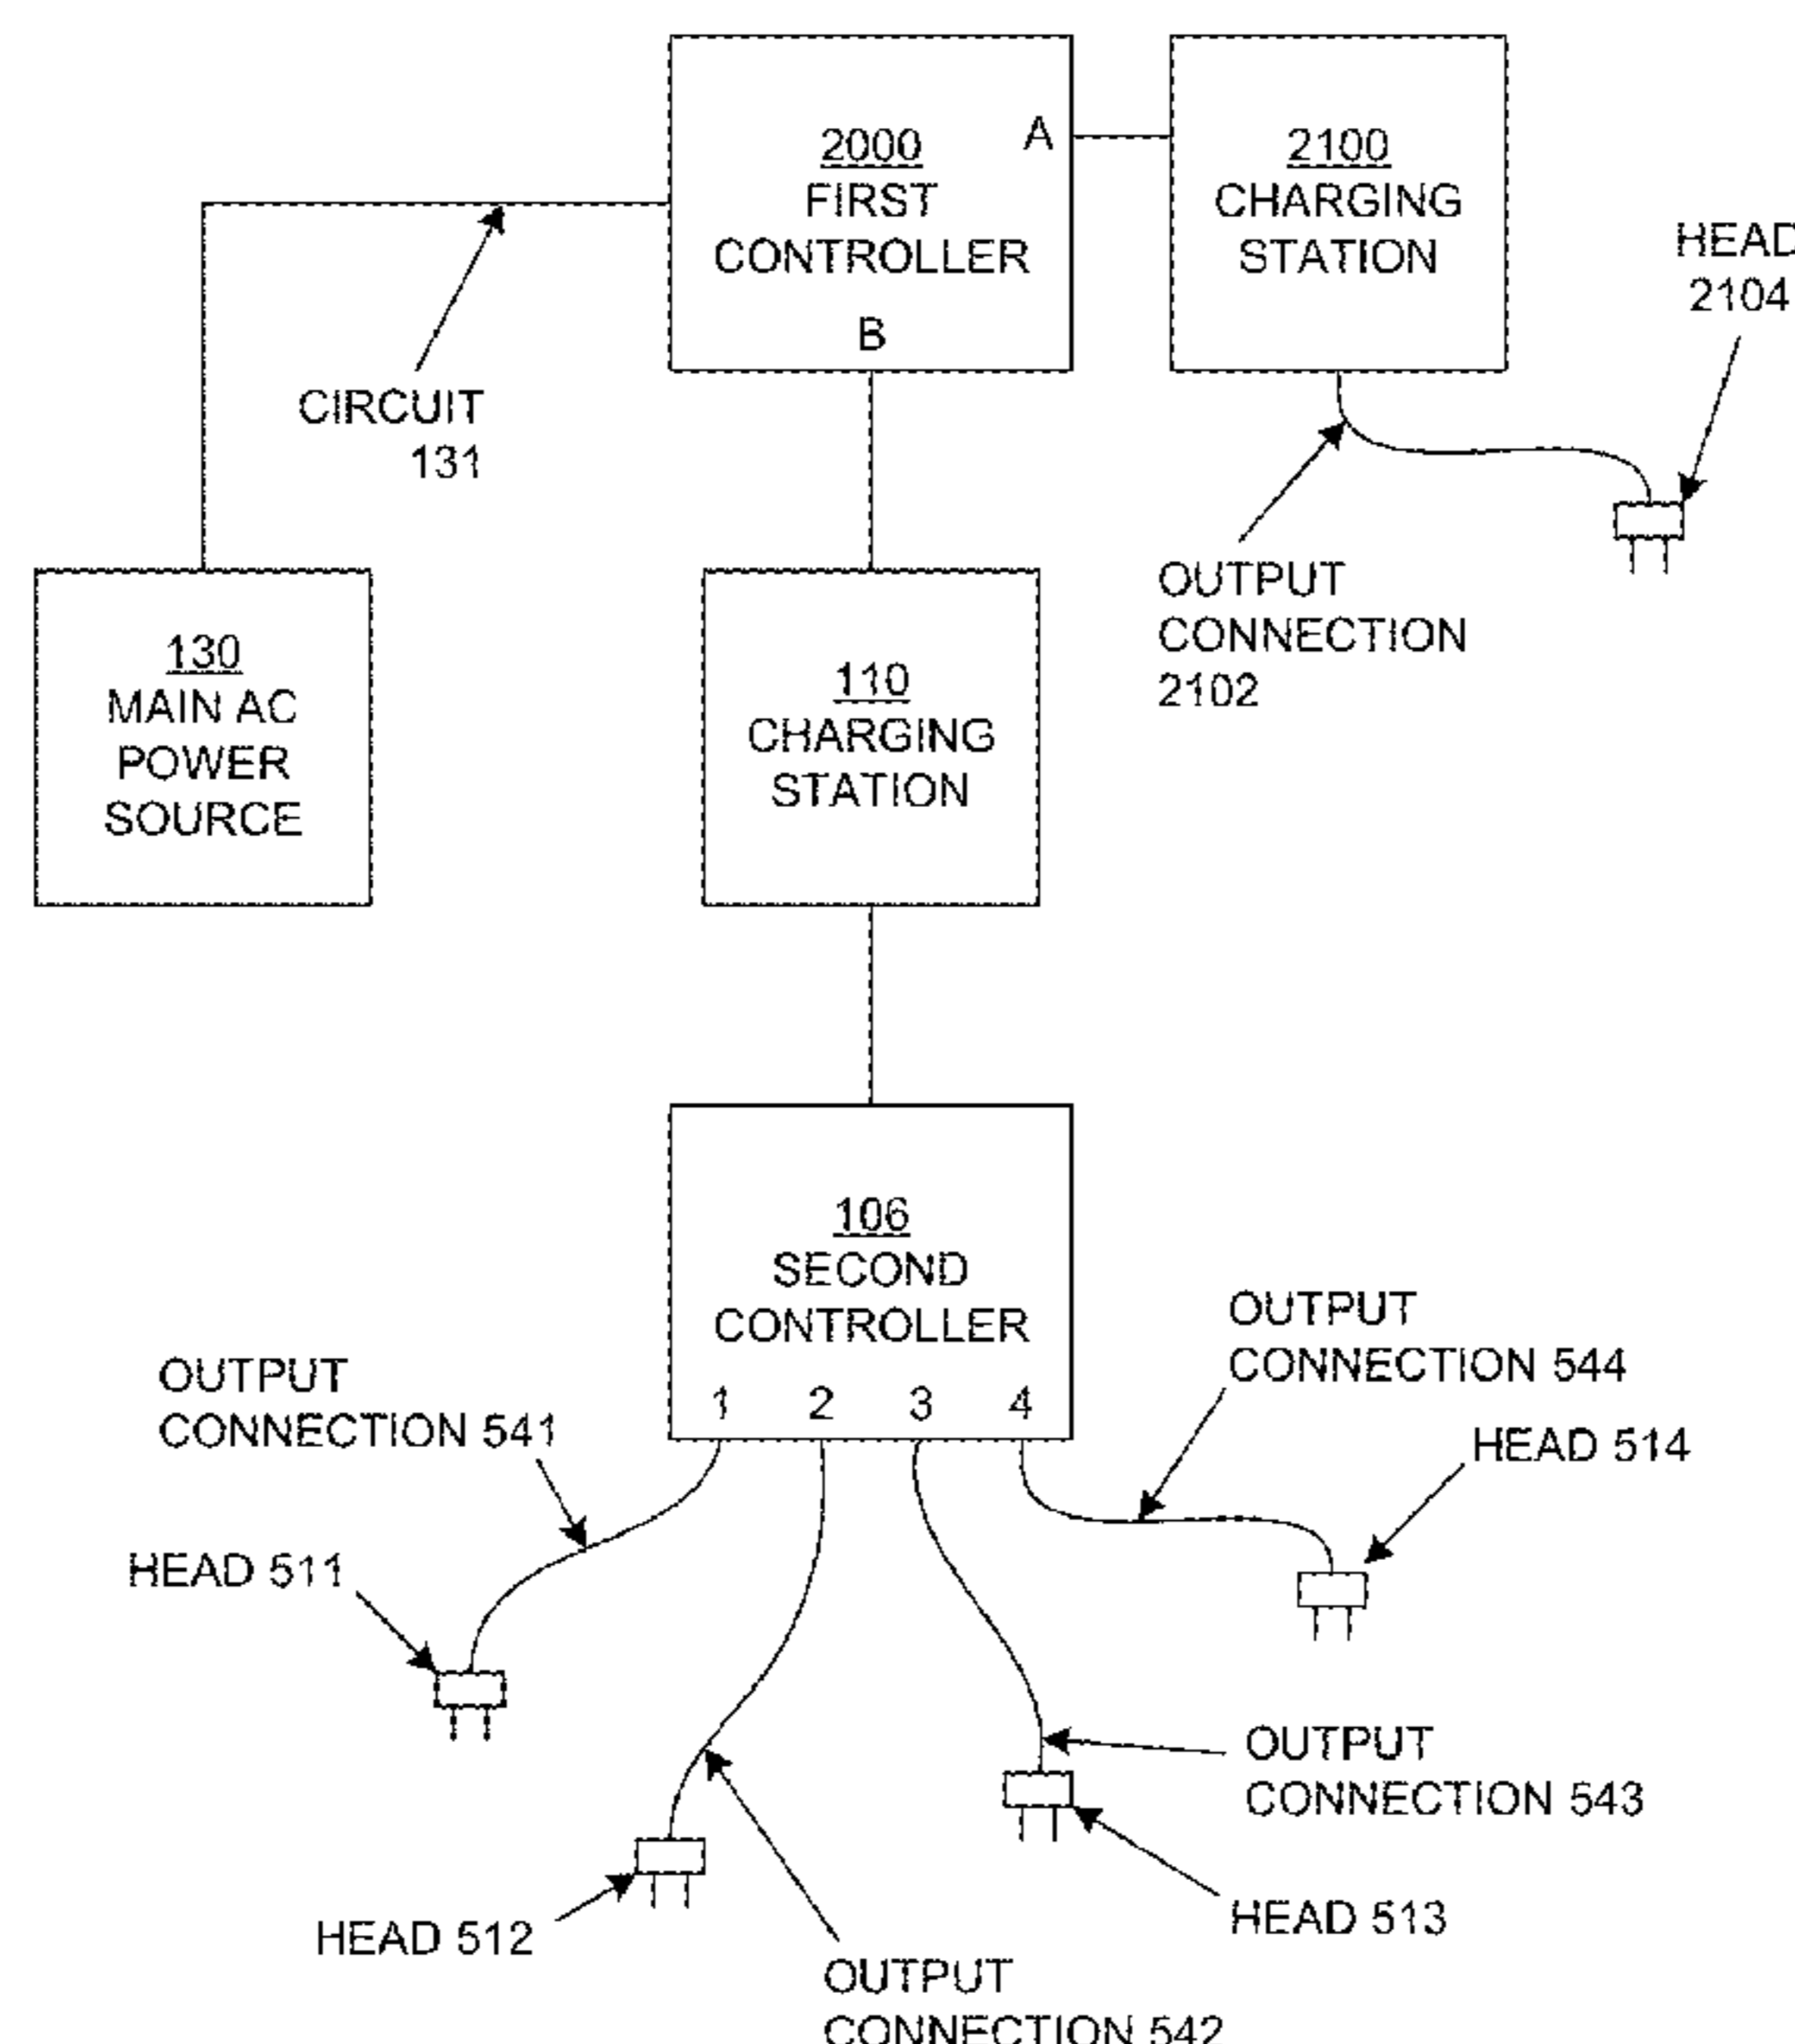 2000
FIRST
CONTROLLER
A
B
2100
CHARGING
STATION
HEAD
2104
CIRCUIT
131
OUTPUT
CONNECTION
2102
130
MAIN AC
POWER
SOURCE
110
CHARGING
STATION
106
SECOND
CONTROLLER
1 2 3 4
OUTPUT
CONNECTION 544
OUTPUT
CONNECTION 541
HEAD 514
HEAD 511
OUTPUT
CONNECTION 543
HEAD 513
HEAD 512
OUTPUT
CONNECTION 542